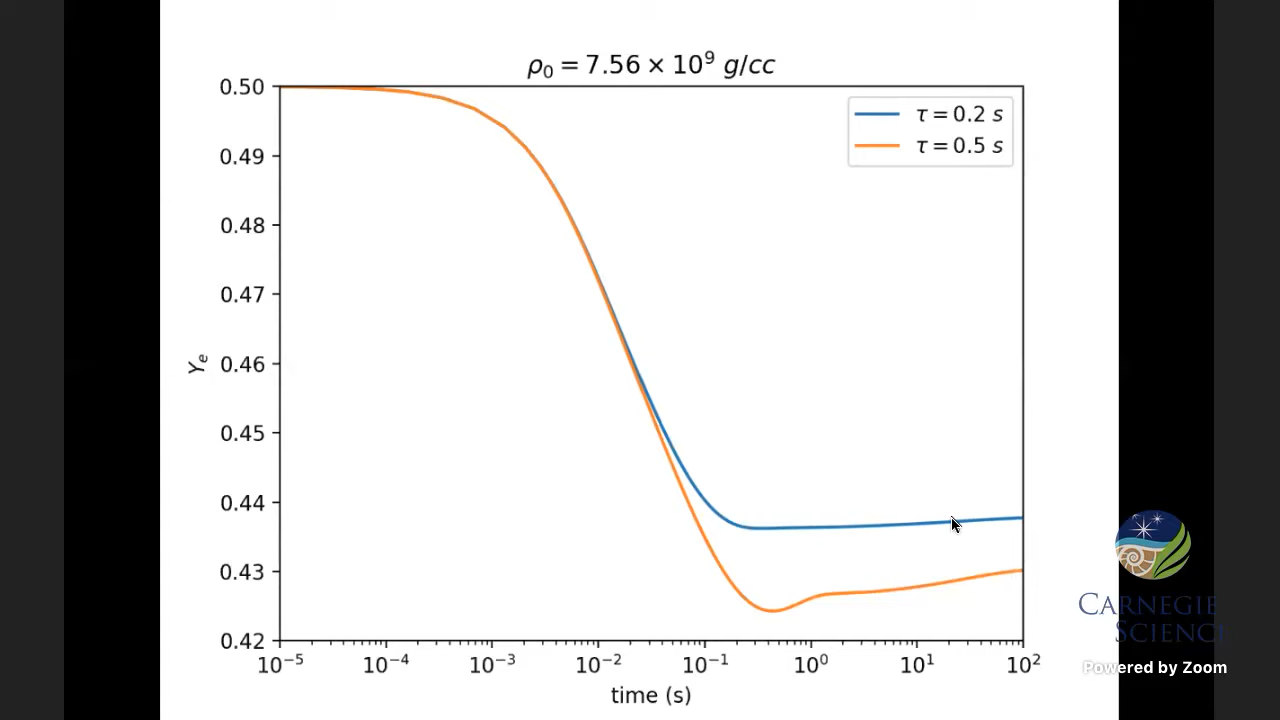 ρ₀ = 7.56 × 10⁹ g/cc
τ = 0.2 s
τ = 0.5 s
0.50
0.49
0.48
0.47
0.46
0.45
0.44
0.43
0.42
Yₑ
10⁻⁵ 10⁻⁴ 10⁻³ 10⁻² 10⁻¹ 10⁰ 10¹ 10²
time (s)
CARNEGIE
SCIENCE
Powered by Zoom